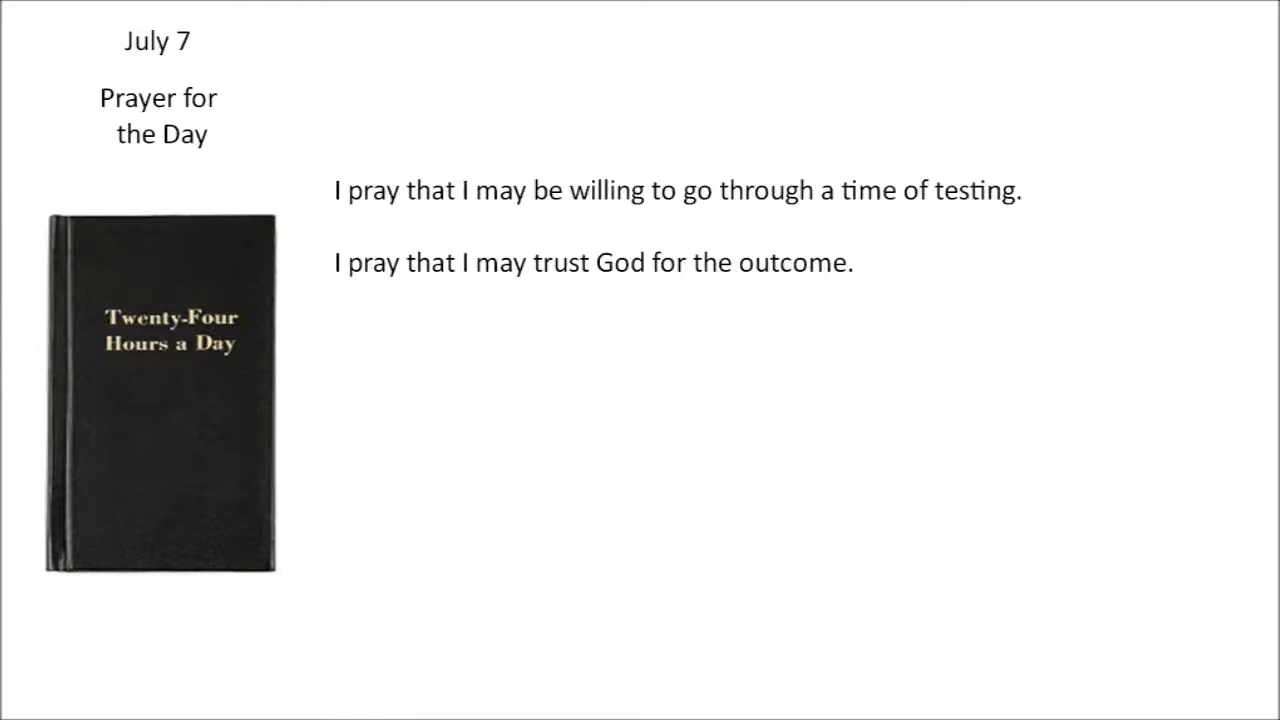 July 7
Prayer for
the Day
I pray that I may be willing to go through a time of testing.
I pray that I may trust God for the outcome.
Twenty-Four
Hours a Day